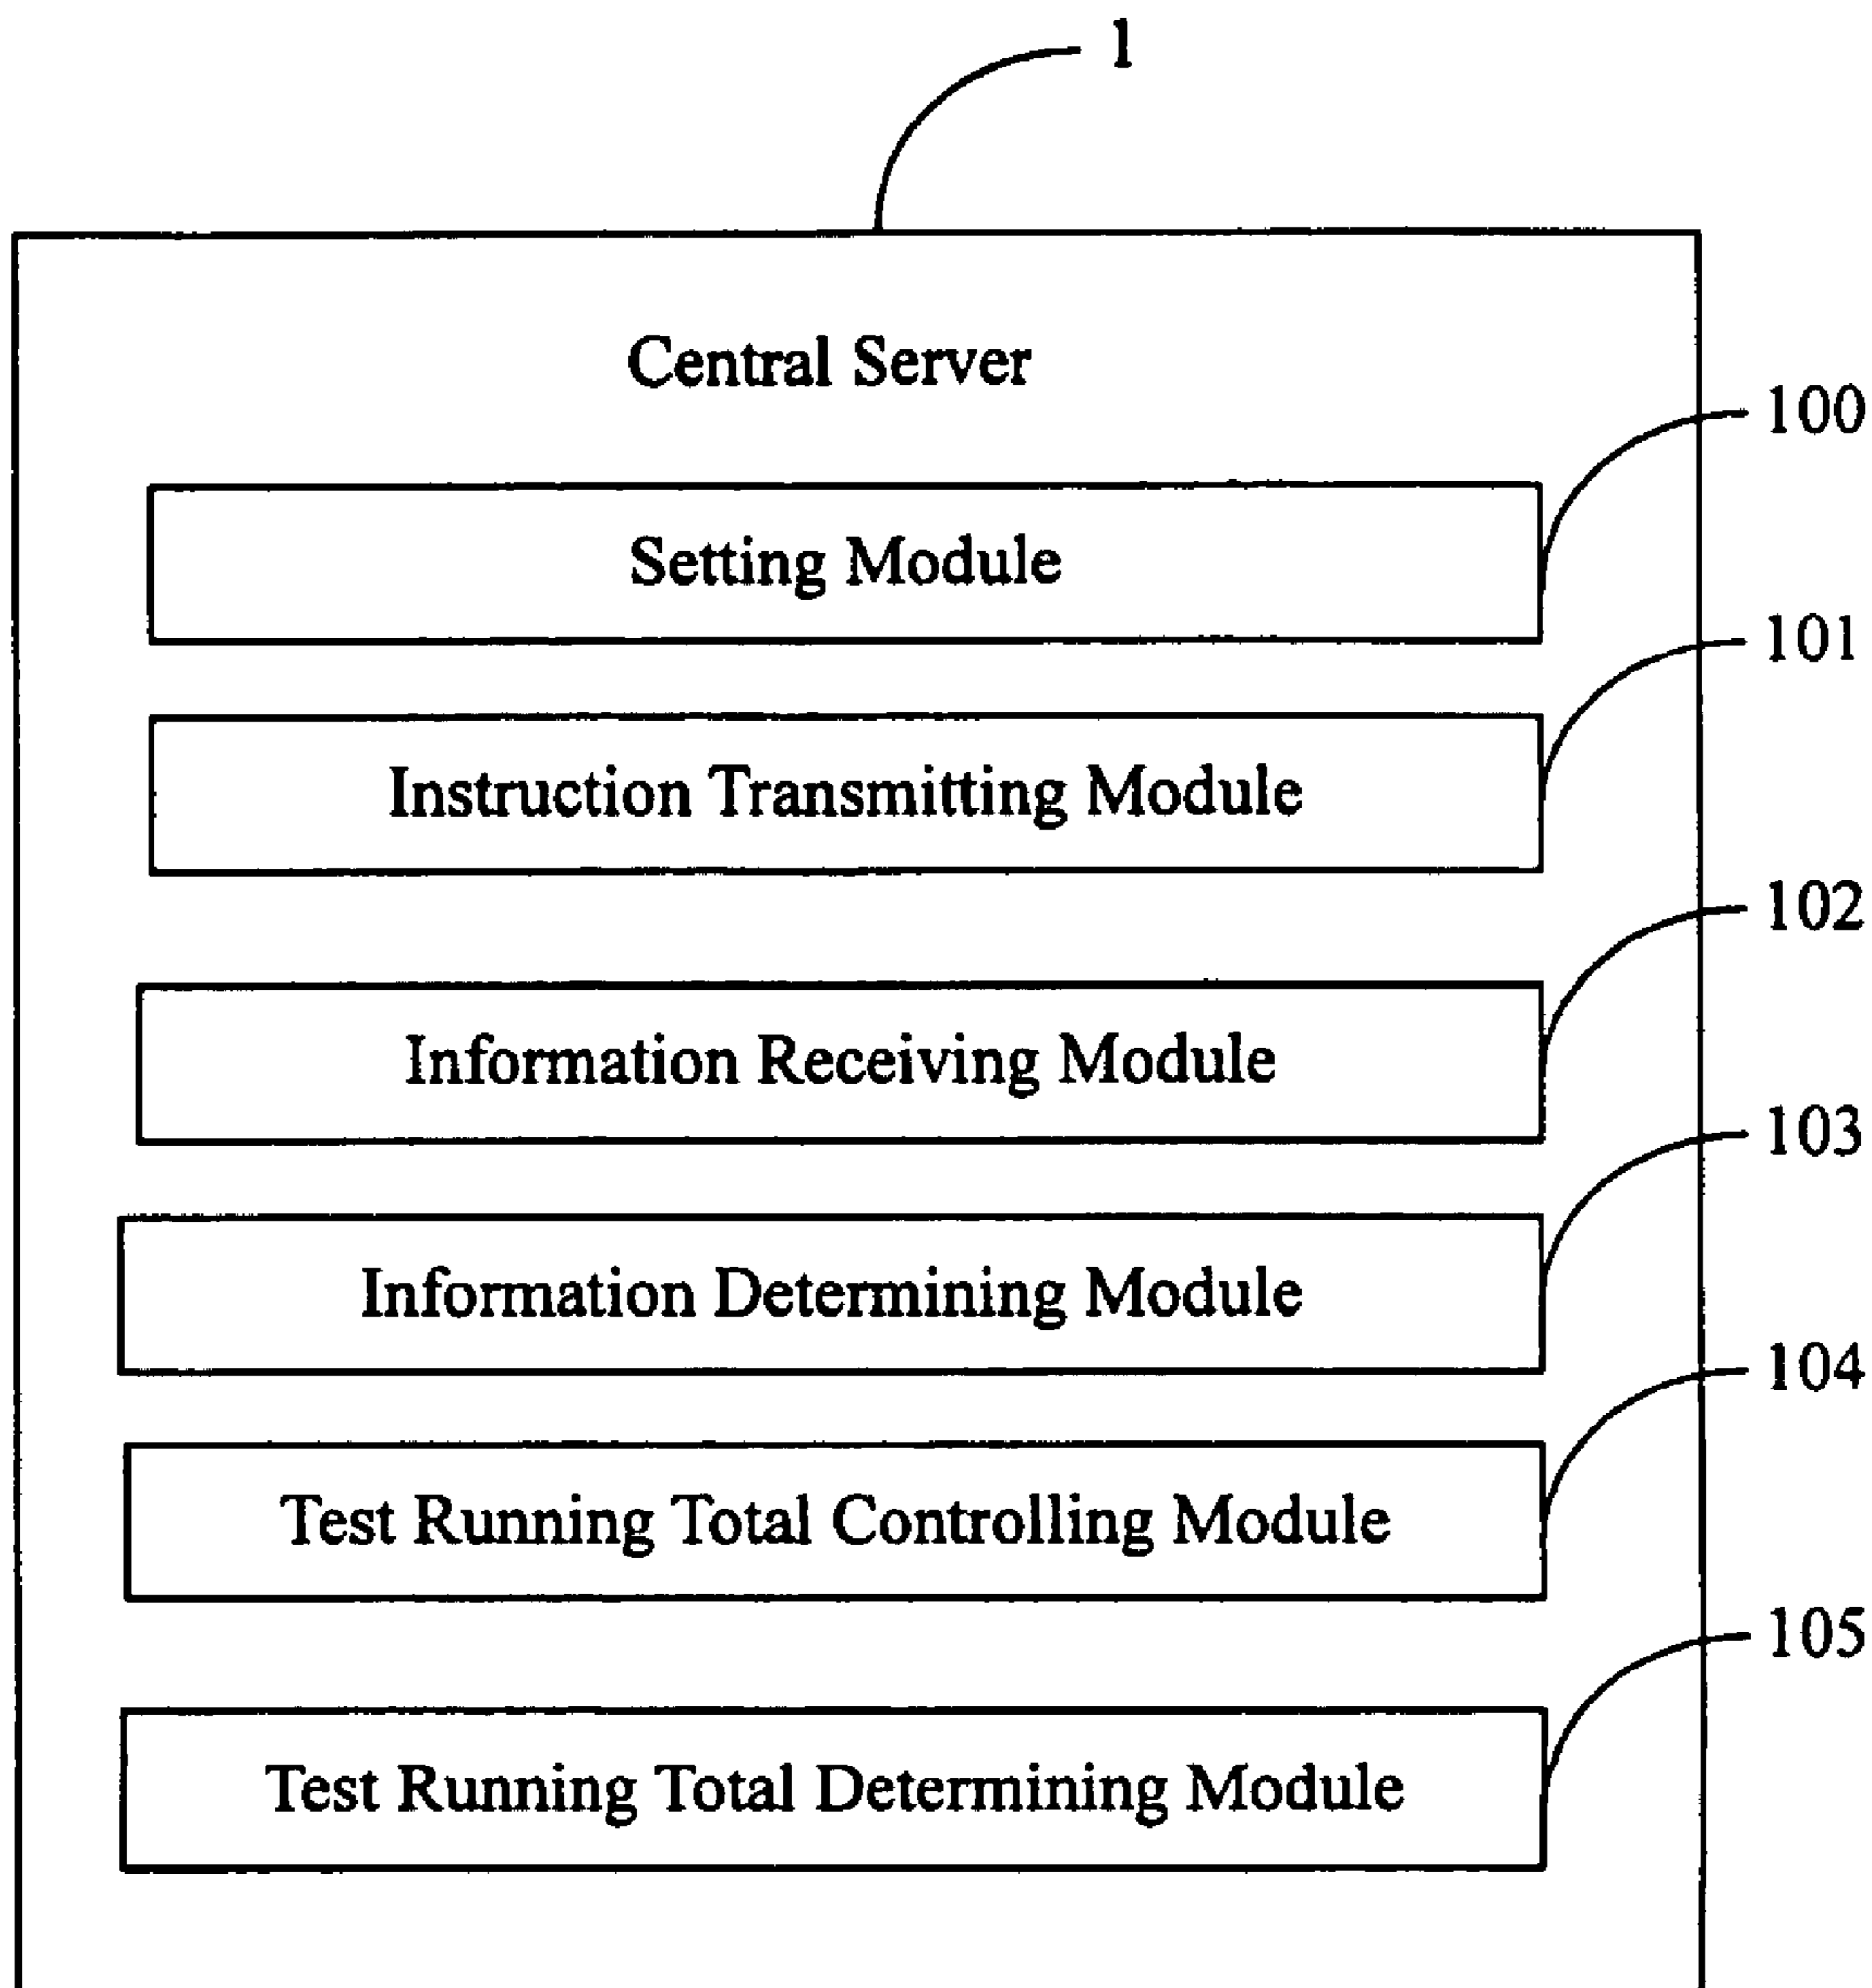 1
Central Server
100
Setting Module
101
Instruction Transmitting Module
102
Information Receiving Module
103
Information Determining Module
104
Test Running Total Controlling Module
105
Test Running Total Determining Module